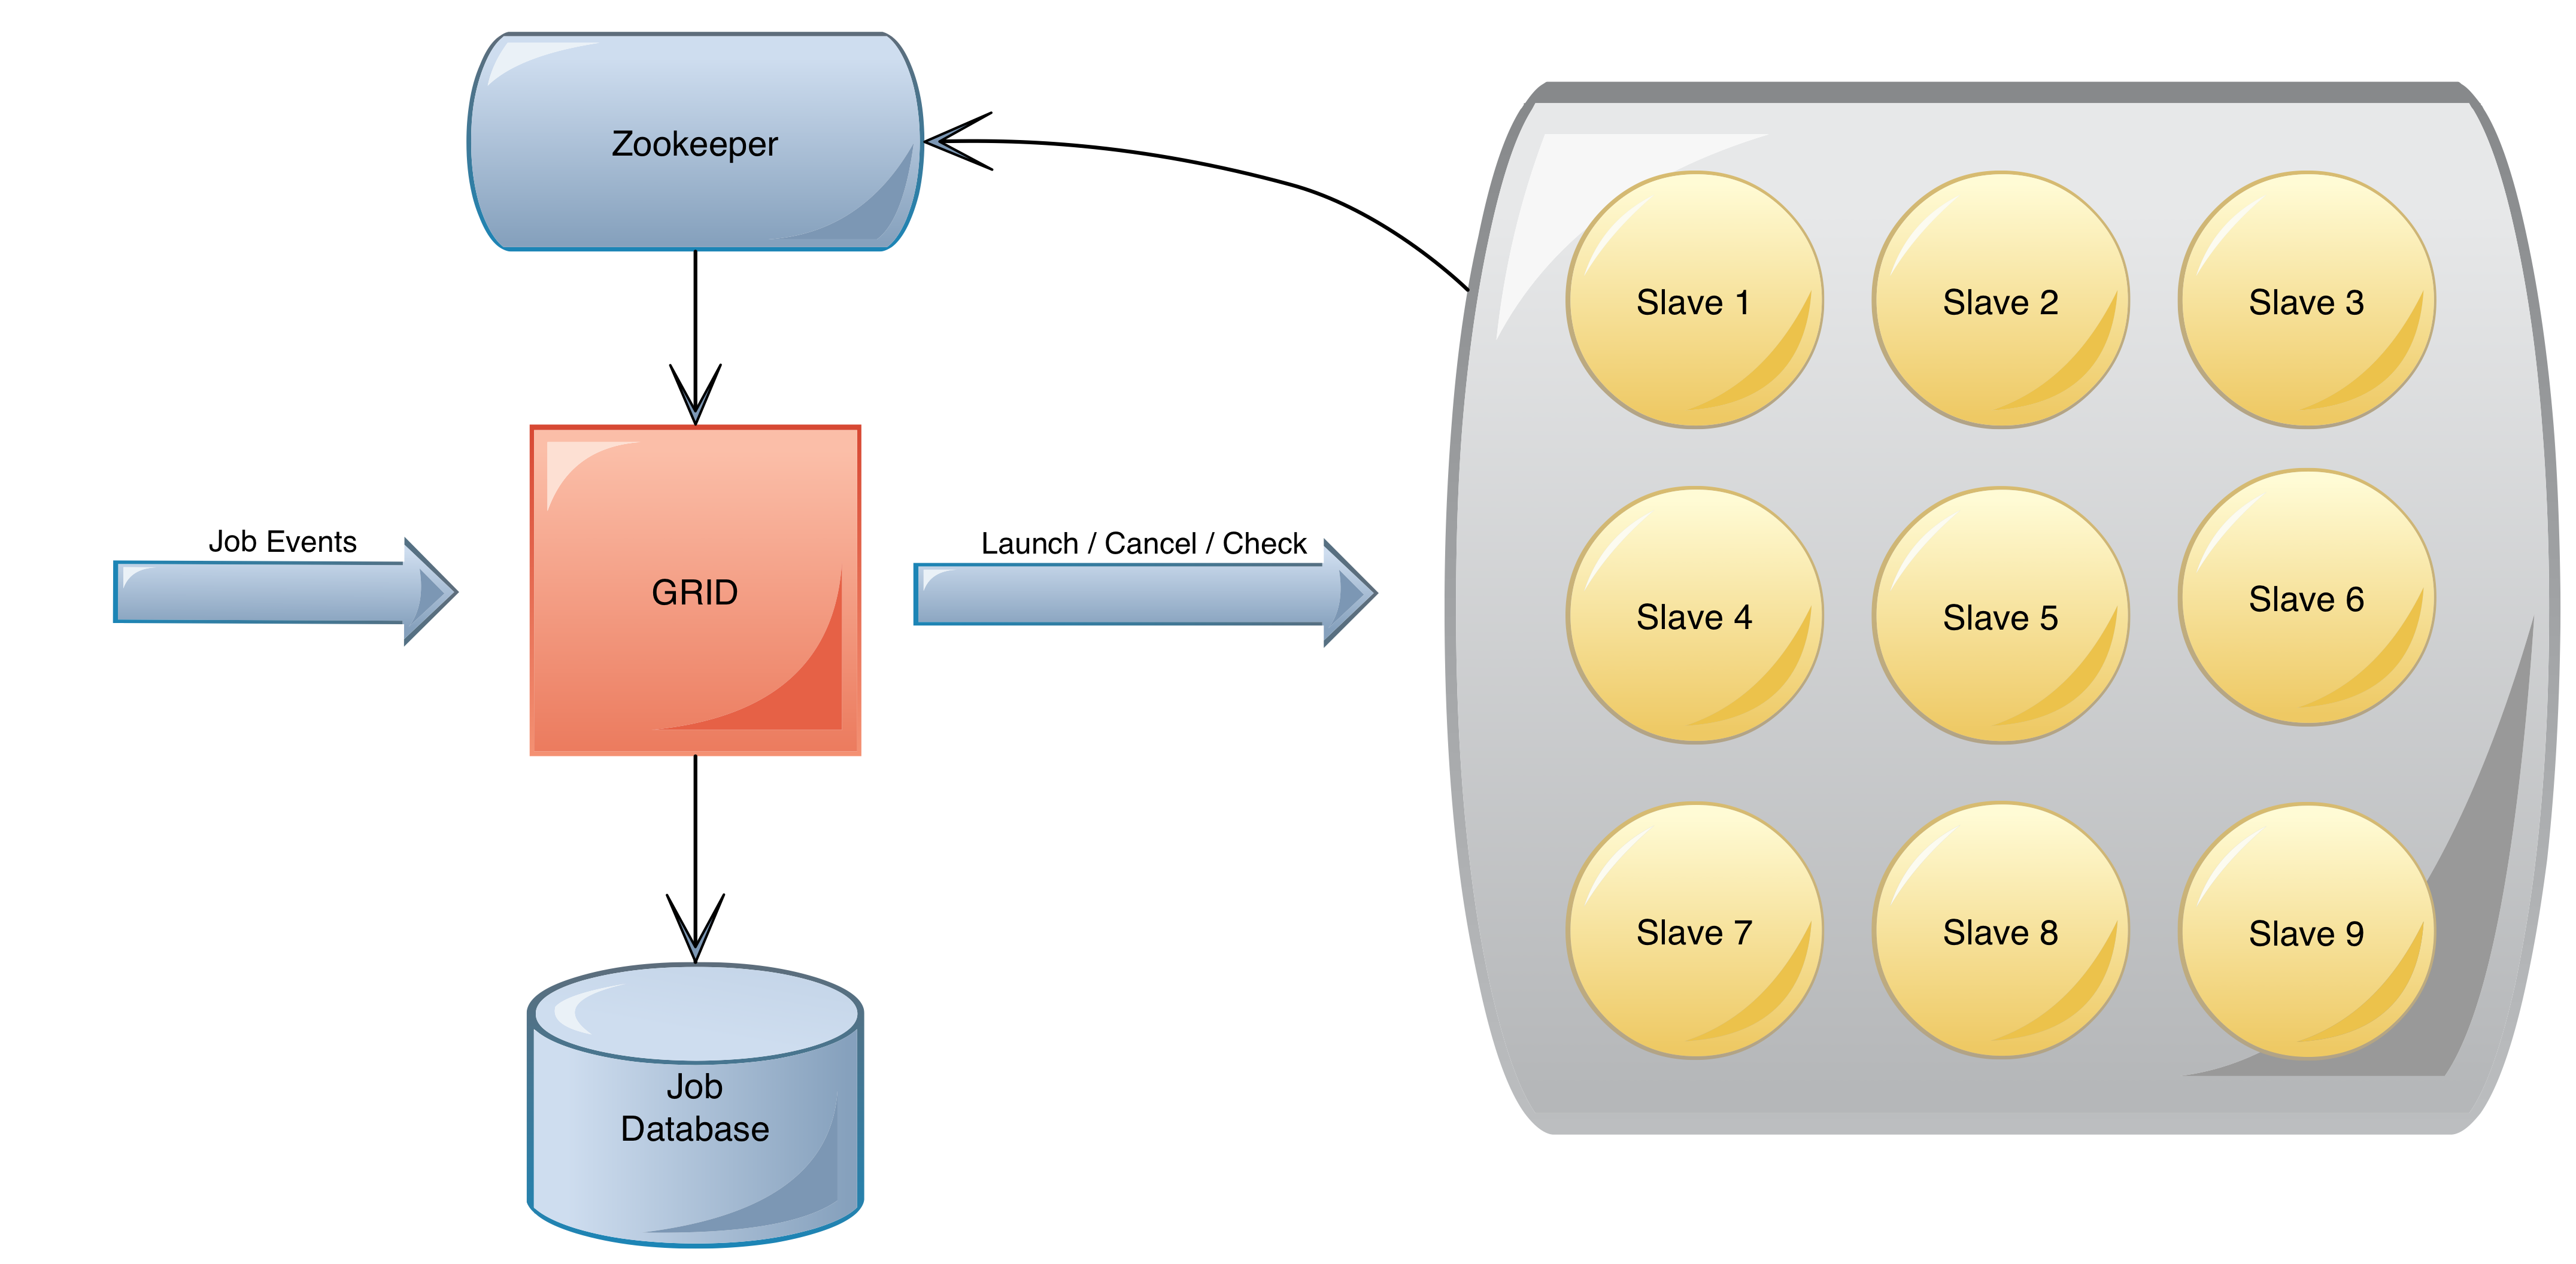 Zookeeper
Slave 1
Slave 2
Slave 3
Job Events
GRID
Launch / Cancel / Check
Slave 4
Slave 5
Slave 6
Slave 7
Slave 8
Slave 9
Job
Database